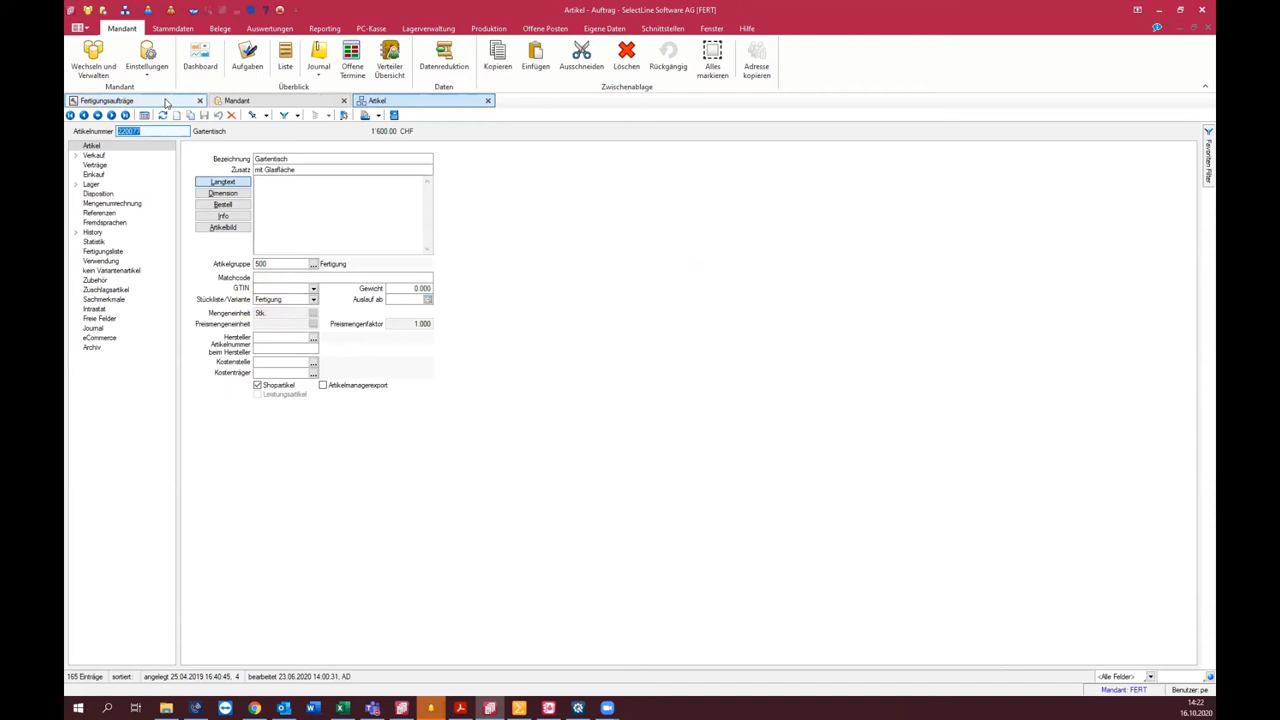 Artikel - Auftrag - SelectLine Software AG [FERT]
Mandant Stammdaten Belege Auswertungen Reporting PC-Kasse Lagerverwaltung Produktion Offene Posten Eigene Daten Schnittstellen Fenster Hilfe
Wechseln und Verwalten
Einstellungen
Dashboard
Aufgaben
Liste
Journal
Offene Termine
Verteiler Übersicht
Datenreduktion
Kopieren
Einfügen
Ausschneiden
Löschen
Rückgängig
Alles markieren
Adresse kopieren
Mandant Überblick Daten Zwischenablage
Fertigungsaufträge Mandant Artikel
Artikelnummer 220077 Gartentisch 1'600.00 CHF
Artikel
Verkauf
Verträge
Einkauf
Lager
Disposition
Mengenumrechnung
Referenzen
Fremdsprachen
History
Statistik
Fertigungsliste
Verwendung
kein Variantenartikel
Zubehör
Zuschlagsartikel
Sachmerkmale
Intrastat
Freie Felder
Journal
eCommerce
Archiv
Bezeichnung Gartentisch
Zusatz mit Glasfläche
Langtext
Dimension
Bestell
Info
Artikelbild
Artikelgruppe 500 ... Fertigung
Matchcode
GTIN Gewicht 0.000
Stückliste/Variante Fertigung Auslauf ab
Mengeneinheit Stk.
Preismengeneinheit Preismengenfaktor 1.000
Hersteller ...
Artikelnummer beim Hersteller
Kostenstelle ...
Kostenträger ...
Shopartikel Artikelmanagerexport
Leistungsartikel
Favoriten Filter
165 Einträge sortiert: angelegt 25.04.2019 16:40:45, 4 bearbeitet 23.06.2020 14:00:31, AD <Alle Felder>
Mandant: FERT Benutzer: pe
14:22
16.10.2020